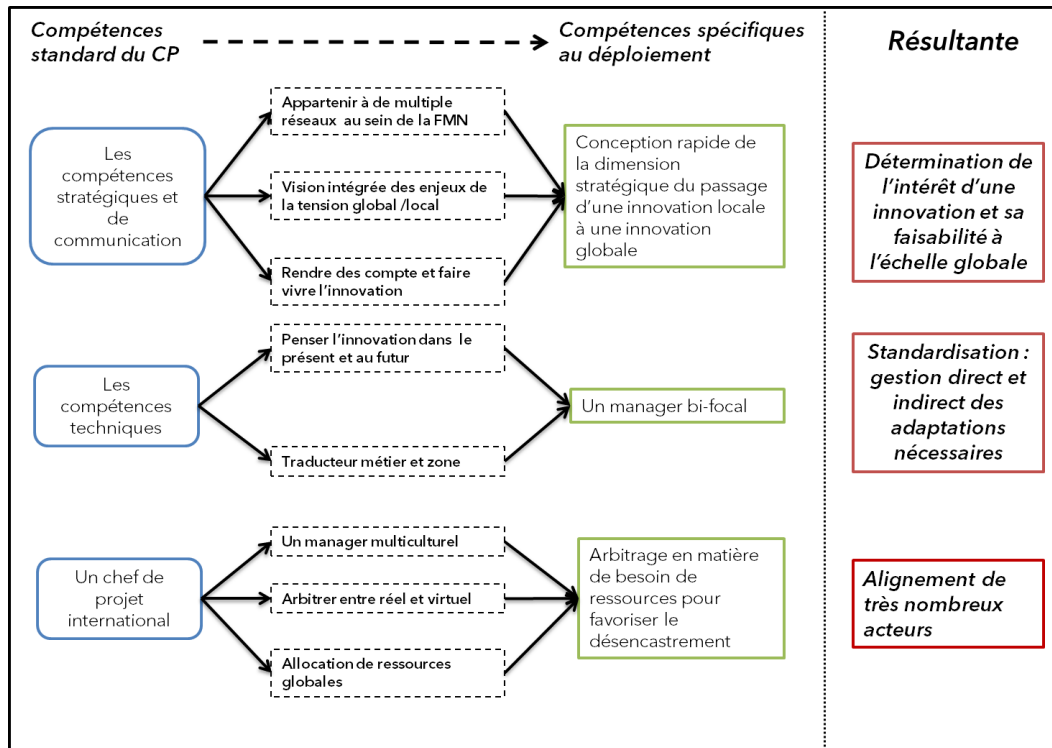 Compétences
standard du CP
Compétences spécifiques
au déploiement
Résultante
Les
compétences
stratégiques et
de
communication
Appartenir à de multiple
réseaux au sein de la FMN
Vision intégrée des enjeux de
la tension global /local
Rendre des compte et faire
vivre l'innovation
Conception rapide de
la dimension
stratégique du passage
d'une innovation locale
à une innovation
globale
Détermination de
l'intérêt d'une
innovation et sa
faisabilité à
l'échelle globale
Les
compétences
techniques
Penser l'innovation dans le
présent et au futur
Traducteur métier et zone
Un manager bi-focal
Standardisation :
gestion direct et
indirect des
adaptations
nécessaires
Un chef de
projet
international
Un manager multiculturel
Arbitrer entre réel et virtuel
Allocation de ressources
globales
Arbitrage en matière
de besoin de
ressources pour
favoriser le
désencastrement
Alignement de
très nombreux
acteurs